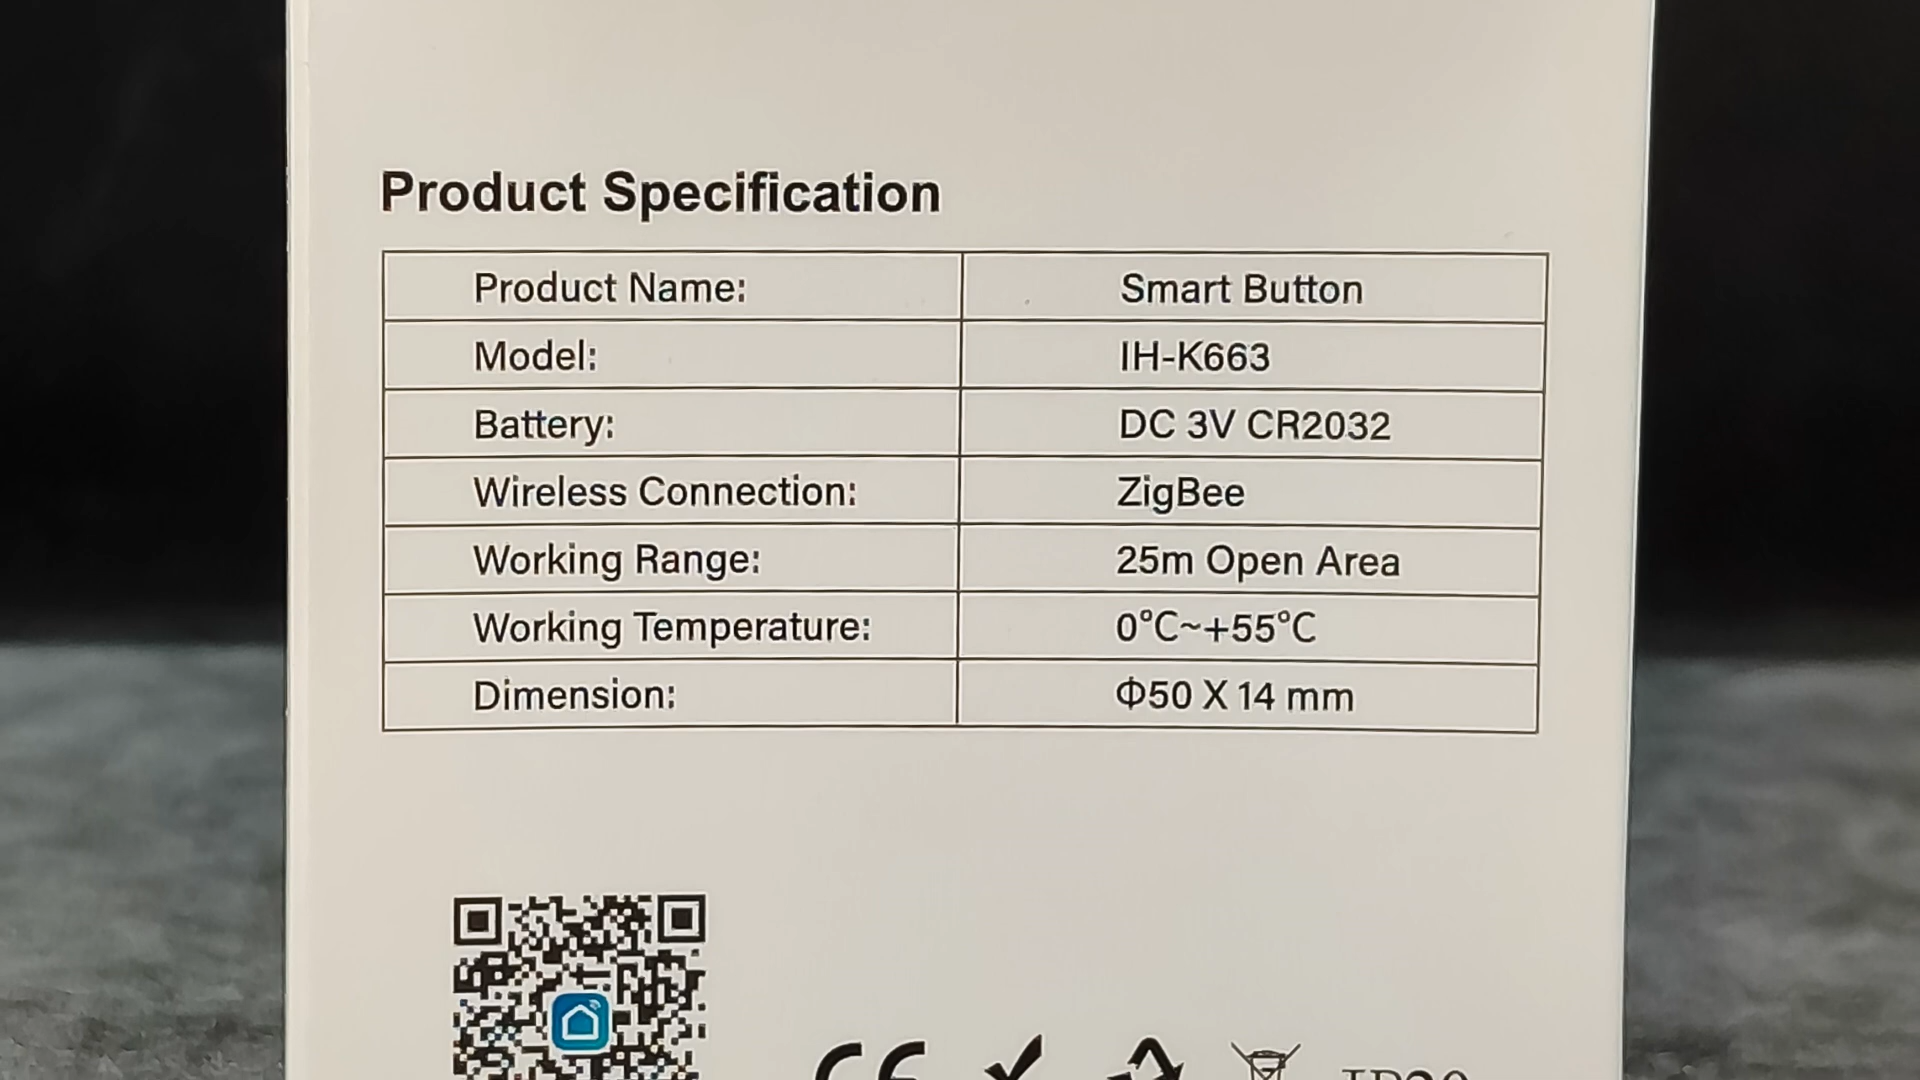 Product Specification
Product Name: Smart Button
Model: IH-K663
Battery: DC 3V CR2032
Wireless Connection: ZigBee
Working Range: 25m Open Area
Working Temperature: 0°C~+55°C
Dimension: Φ50 X 14 mm
CE IP20